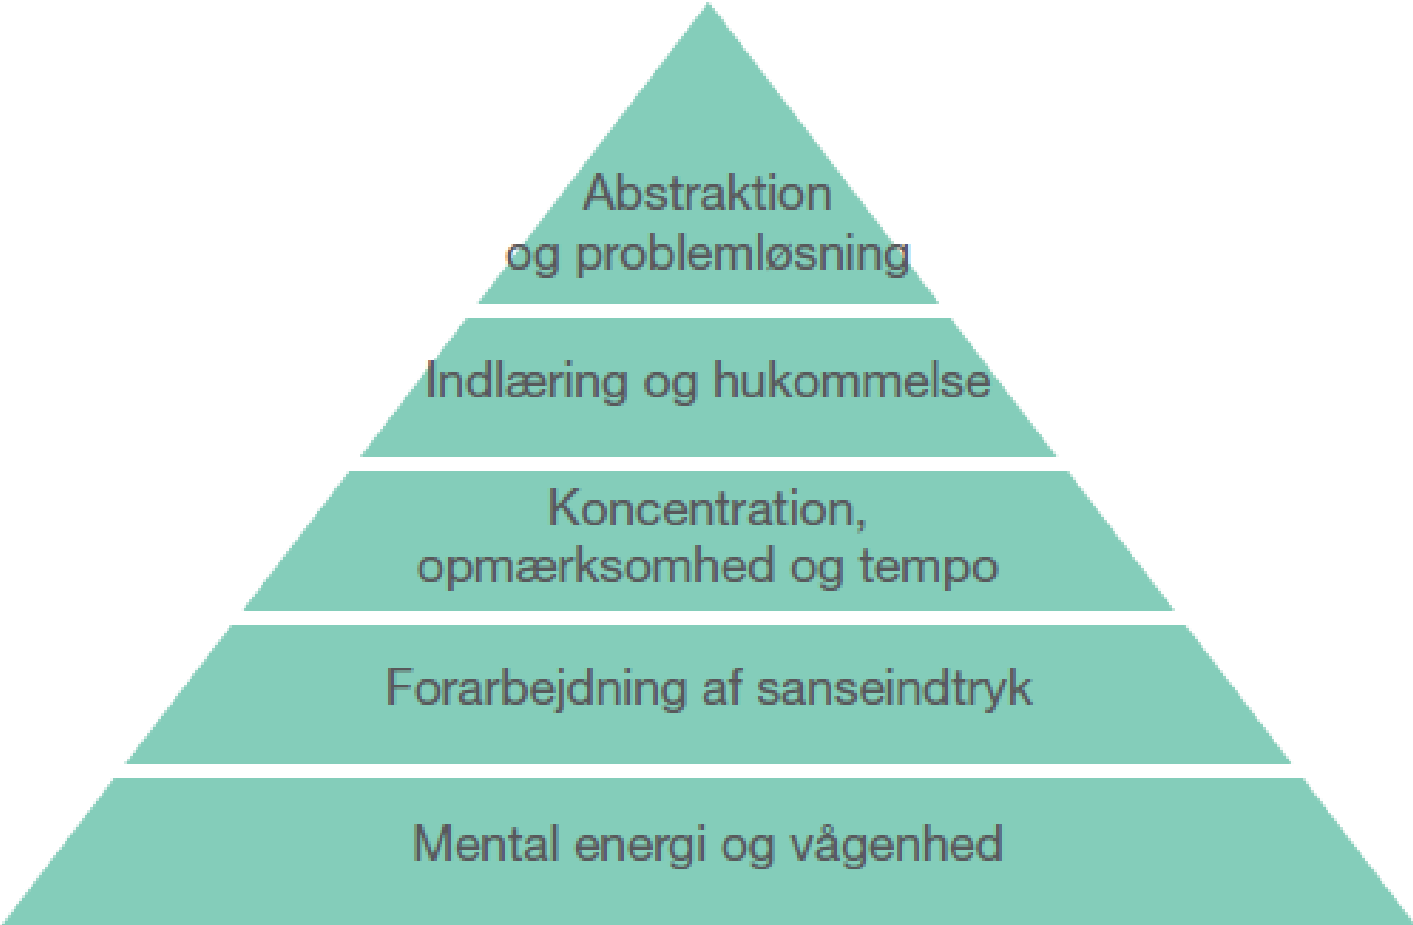 Abstraktion
og problemløsning
Indlæring og hukommelse
Koncentration,
opmærksomhed og tempo
Forarbejdning af sanseindtryk
Mental energi og vågenhed